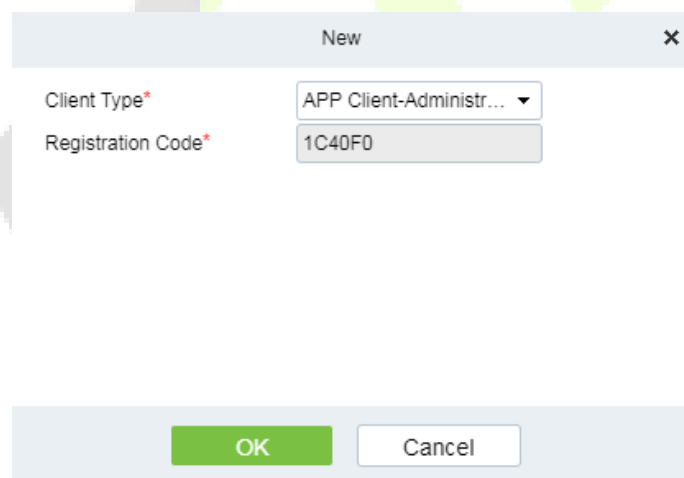 New
Client Type* APP Client-Administr...
Registration Code* 1C40F0
OK Cancel